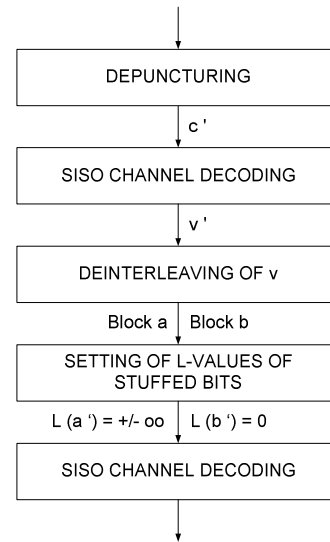 DEPUNCTURING
c '
SISO CHANNEL DECODING
v '
DEINTERLEAVING OF v
Block a Block b
SETTING OF L-VALUES OF
STUFFED BITS
L (a ‘) = +/- oo L (b ‘) = 0
SISO CHANNEL DECODING